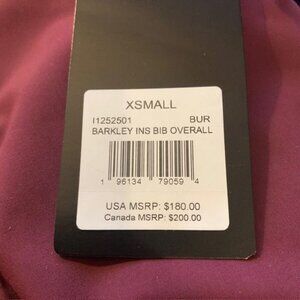 XSMALL
I1252501 BUR
BARKLEY INS BIB OVERALL
1 96134 79059 4
USA MSRP: $180.00
Canada MSRP: $200.00